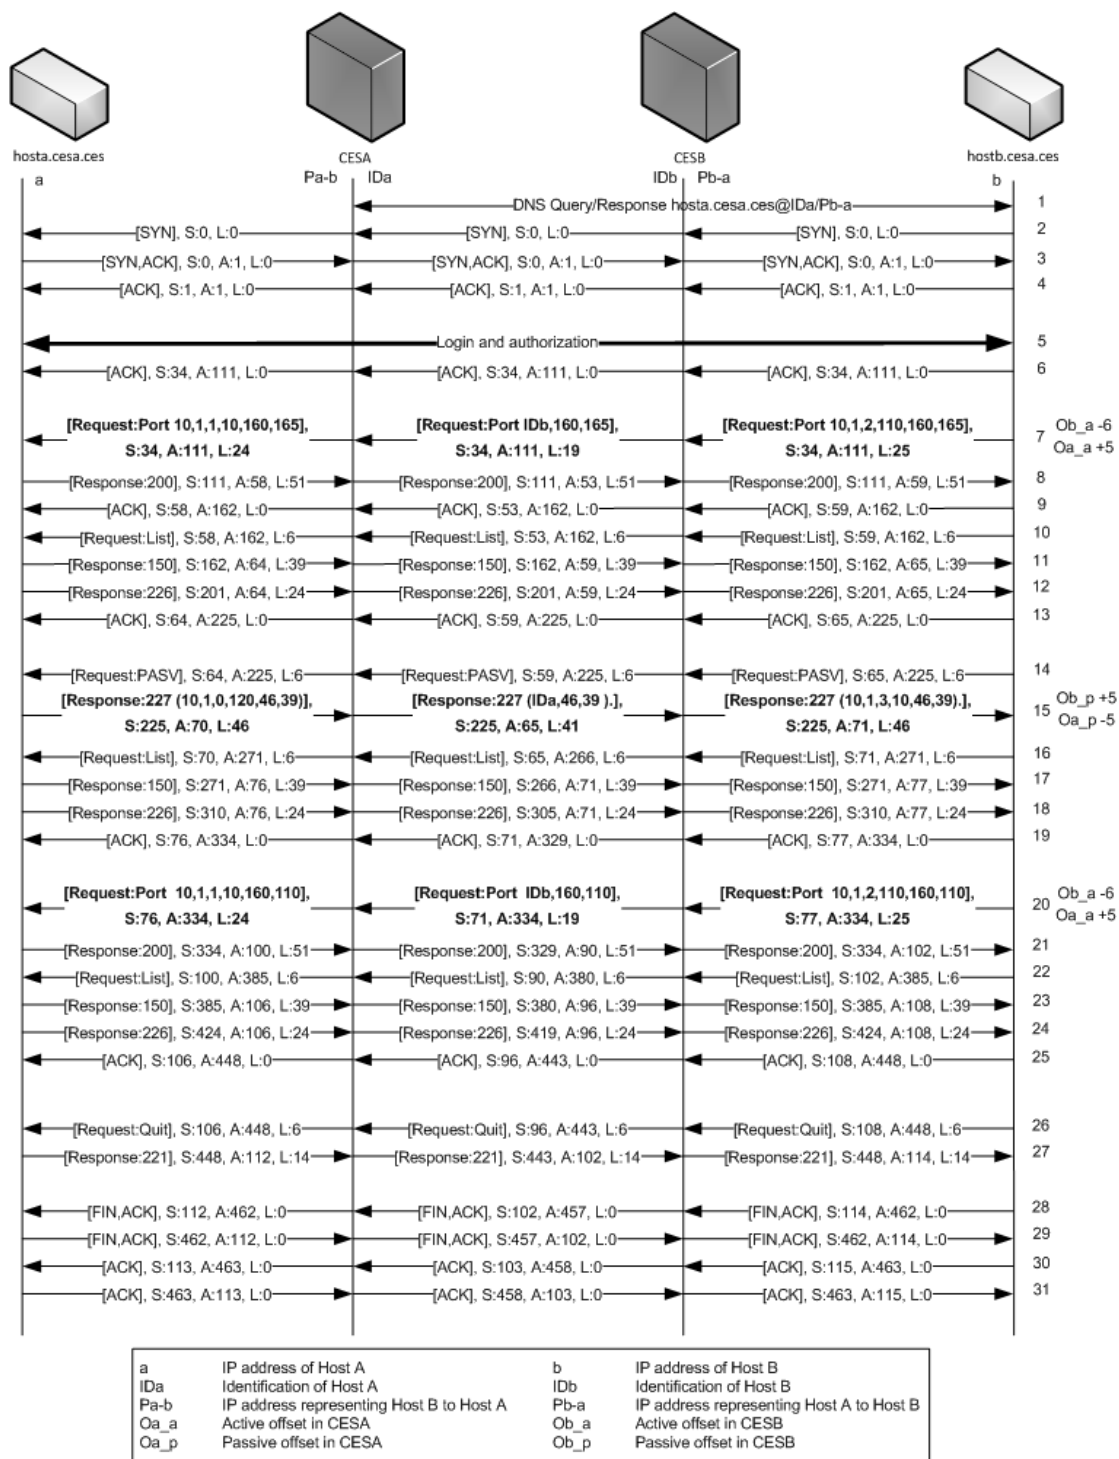 hosta.cesa.ces CESA CESB hostb.cesa.ces
a Pa-b IDa IDb Pb-a b
DNS Query/Response hosta.cesa.ces@IDa/Pb-a 1
[SYN], S:0, L:0 [SYN], S:0, L:0 [SYN], S:0, L:0 2
[SYN,ACK], S:0, A:1, L:0 [SYN,ACK], S:0, A:1, L:0 [SYN,ACK], S:0, A:1, L:0 3
[ACK], S:1, A:1, L:0 [ACK], S:1, A:1, L:0 [ACK], S:1, A:1, L:0 4
Login and authorization 5
[ACK], S:34, A:111, L:0 [ACK], S:34, A:111, L:0 [ACK], S:34, A:111, L:0 6
[Request:Port 10,1,1,10,160,165], [Request:Port IDb,160,165], [Request:Port 10,1,2,110,160,165], 7 Ob_a -6
S:34, A:111, L:24 S:34, A:111, L:19 S:34, A:111, L:25 Oa_a +5
[Response:200], S:111, A:58, L:51 [Response:200], S:111, A:53, L:51 [Response:200], S:111, A:59, L:51 8
[ACK], S:58, A:162, L:0 [ACK], S:53, A:162, L:0 [ACK], S:59, A:162, L:0 9
[Request:List], S:58, A:162, L:6 [Request:List], S:53, A:162, L:6 [Request:List], S:59, A:162, L:6 10
[Response:150], S:162, A:64, L:39 [Response:150], S:162, A:59, L:39 [Response:150], S:162, A:65, L:39 11
[Response:226], S:201, A:64, L:24 [Response:226], S:201, A:59, L:24 [Response:226], S:201, A:65, L:24 12
[ACK], S:64, A:225, L:0 [ACK], S:59, A:225, L:0 [ACK], S:65, A:225, L:0 13
[Request:PASV], S:64, A:225, L:6 [Request:PASV], S:59, A:225, L:6 [Request:PASV], S:65, A:225, L:6 14
[Response:227 (10,1,0,120,46,39)], [Response:227 (IDa,46,39 ).], [Response:227 (10,1,3,10,46,39).], 15 Ob_p +5
S:225, A:70, L:46 S:225, A:65, L:41 S:225, A:71, L:46 Oa_p -5
[Request:List], S:70, A:271, L:6 [Request:List], S:65, A:266, L:6 [Request:List], S:71, A:271, L:6 16
[Response:150], S:271, A:76, L:39 [Response:150], S:266, A:71, L:39 [Response:150], S:271, A:77, L:39 17
[Response:226], S:310, A:76, L:24 [Response:226], S:305, A:71, L:24 [Response:226], S:310, A:77, L:24 18
[ACK], S:76, A:334, L:0 [ACK], S:71, A:329, L:0 [ACK], S:77, A:334, L:0 19
[Request:Port 10,1,1,10,160,110], [Request:Port IDb,160,110], [Request:Port 10,1,2,110,160,110], 20 Ob_a -6
S:76, A:334, L:24 S:71, A:334, L:19 S:77, A:334, L:25 Oa_a +5
[Response:200], S:334, A:100, L:51 [Response:200], S:329, A:90, L:51 [Response:200], S:334, A:102, L:51 21
[Request:List], S:100, A:385, L:6 [Request:List], S:90, A:380, L:6 [Request:List], S:102, A:385, L:6 22
[Response:150], S:385, A:106, L:39 [Response:150], S:380, A:96, L:39 [Response:150], S:385, A:108, L:39 23
[Response:226], S:424, A:106, L:24 [Response:226], S:419, A:96, L:24 [Response:226], S:424, A:108, L:24 24
[ACK], S:106, A:448, L:0 [ACK], S:96, A:443, L:0 [ACK], S:108, A:448, L:0 25
[Request:Quit], S:106, A:448, L:6 [Request:Quit], S:96, A:443, L:6 [Request:Quit], S:108, A:448, L:6 26
[Response:221], S:448, A:112, L:14 [Response:221], S:443, A:102, L:14 [Response:221], S:448, A:114, L:14 27
[FIN,ACK], S:112, A:462, L:0 [FIN,ACK], S:102, A:457, L:0 [FIN,ACK], S:114, A:462, L:0 28
[FIN,ACK], S:462, A:112, L:0 [FIN,ACK], S:457, A:102, L:0 [FIN,ACK], S:462, A:114, L:0 29
[ACK], S:113, A:463, L:0 [ACK], S:103, A:458, L:0 [ACK], S:115, A:463, L:0 30
[ACK], S:463, A:113, L:0 [ACK], S:458, A:103, L:0 [ACK], S:463, A:115, L:0 31
a IP address of Host A b IP address of Host B
IDa Identification of Host A IDb Identification of Host B
Pa-b IP address representing Host B to Host A Pb-a IP address representing Host A to Host B
Oa_a Active offset in CESA Ob_a Active offset in CESB
Oa_p Passive offset in CESA Ob_p Passive offset in CESB